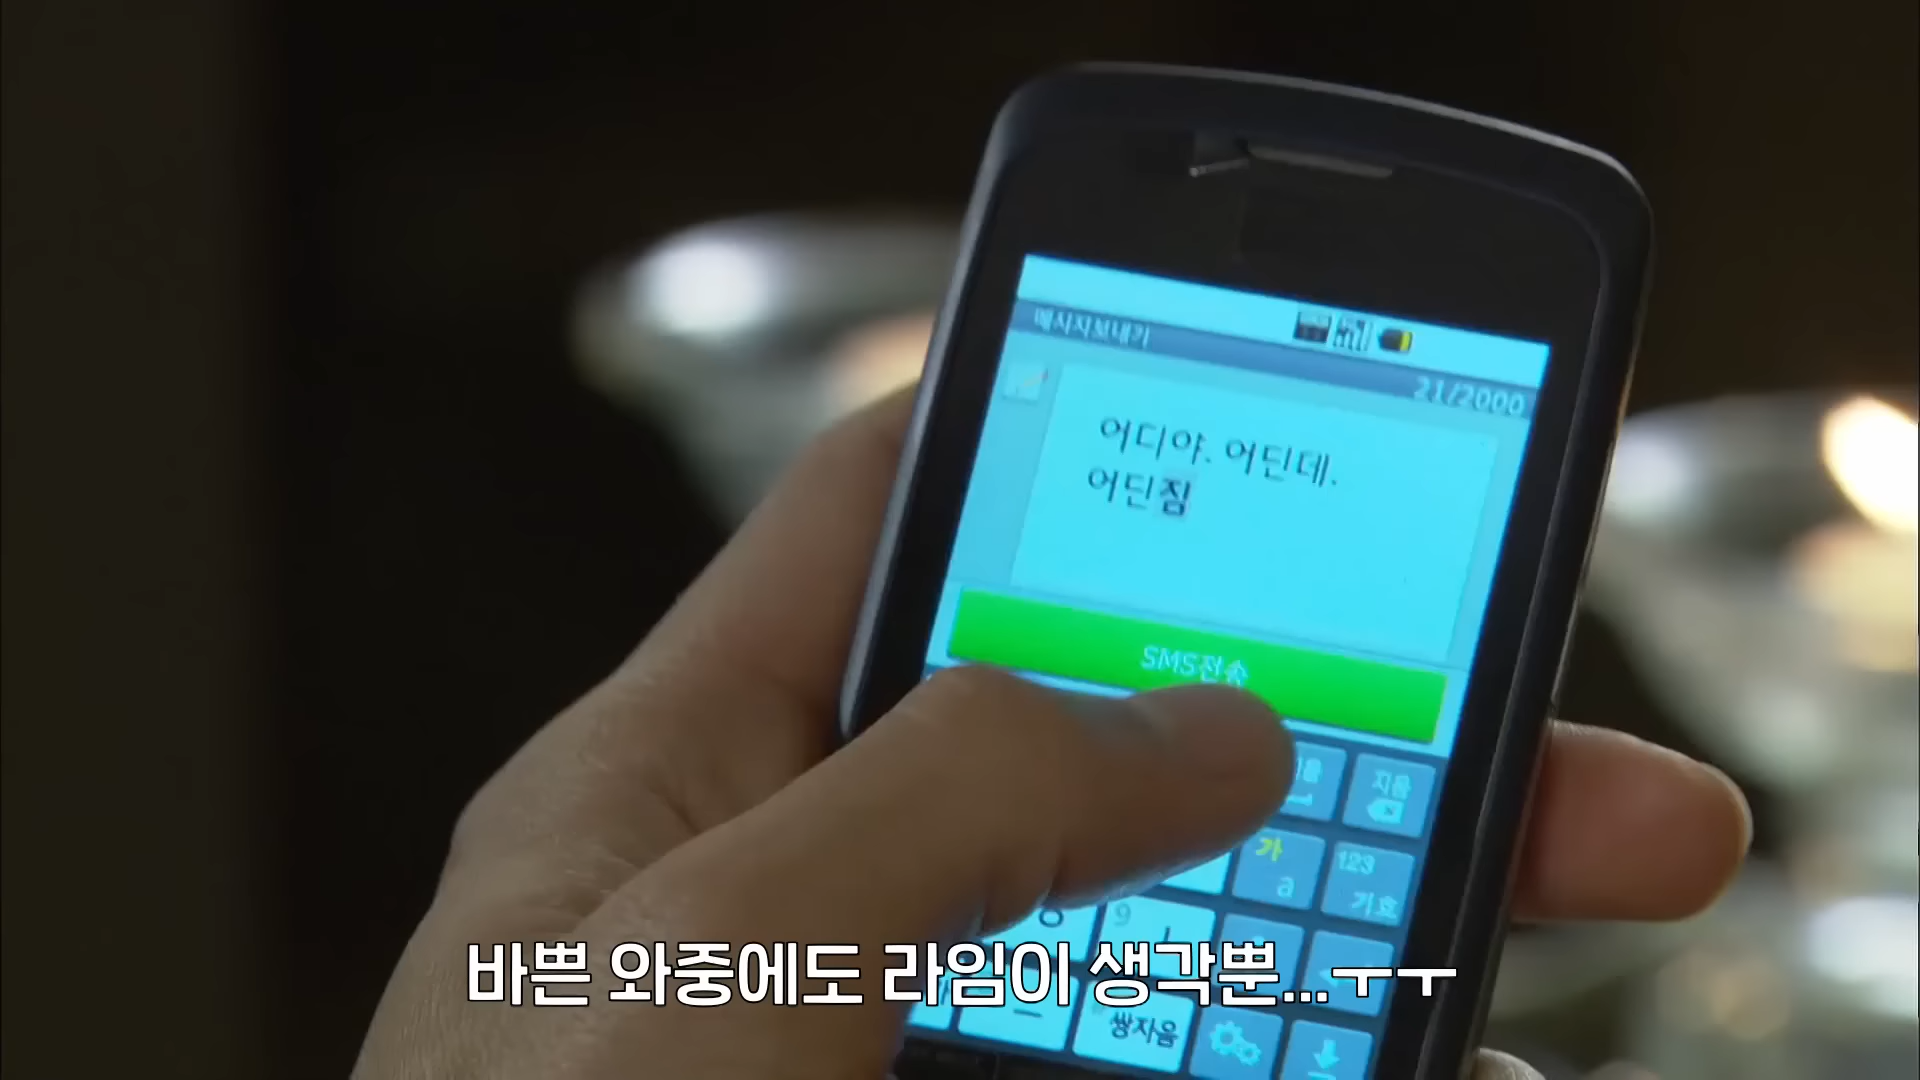 메시지보내기
21/2000
어디야. 어딘데.
어딘짐
SMS전송
지움
가
a
123
기호
9
쌍자음
바쁜 와중에도 라임이 생각뿐...ㅜㅜ